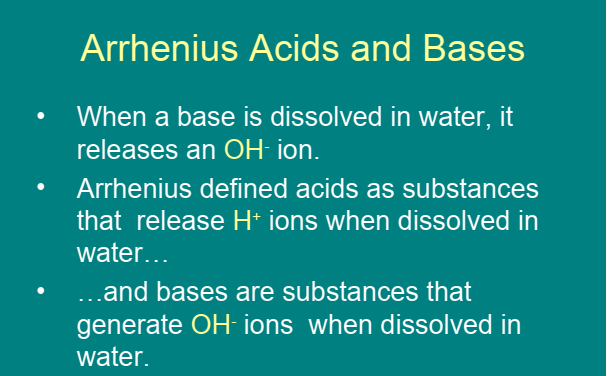 Arrhenius Acids and Bases
• When a base is dissolved in water, it
releases an OH- ion.
• Arrhenius defined acids as substances
that  release H+ ions when dissolved in
water…
• …and bases are substances that
generate OH- ions  when dissolved in
water.